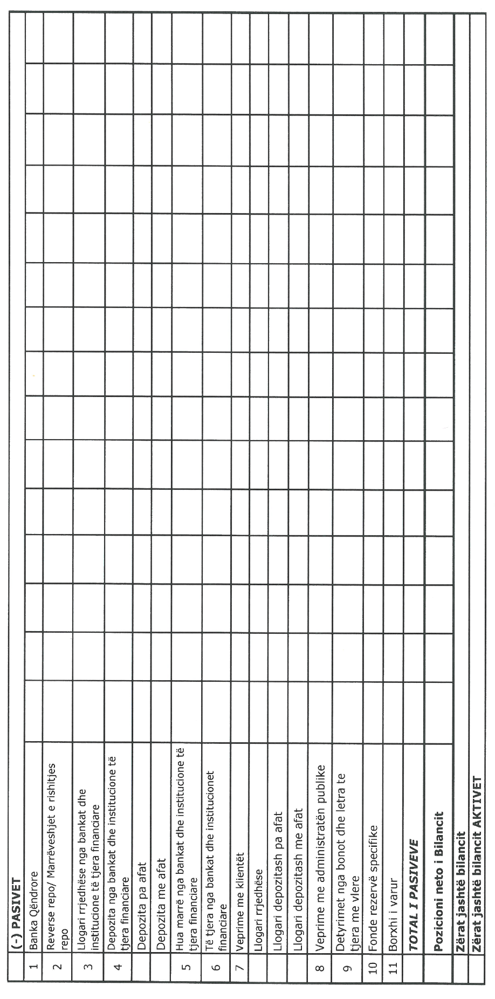 (-) PASIVET
1 Banka Qëndrore
2 Reverse repo/ Marrëveshjet e rishitjes
repo
3 Llogari rrjedhëse nga bankat dhe
institucione të tjera financiare
4 Depozita nga bankat dhe institucione të
tjera financiare
Depozita pa afat
Depozita me afat
5 Hua marrë nga bankat dhe institucione të
tjera financiare
6 Të tjera nga bankat dhe institucionet
financiare
7 Veprime me klientët
Llogari rrjedhëse
Llogari depozitash pa afat
Llogari depozitash me afat
8 Veprime me administratën publike
9 Detyrimet nga bonot dhe letra te
tjera me vlere
10 Fonde rezervë specifike
11 Borxhi i varur
TOTAL I PASIVEVE
Pozicioni neto i Bilancit
Zërat jashtë bilancit
Zërat jashtë bilancit AKTIVET